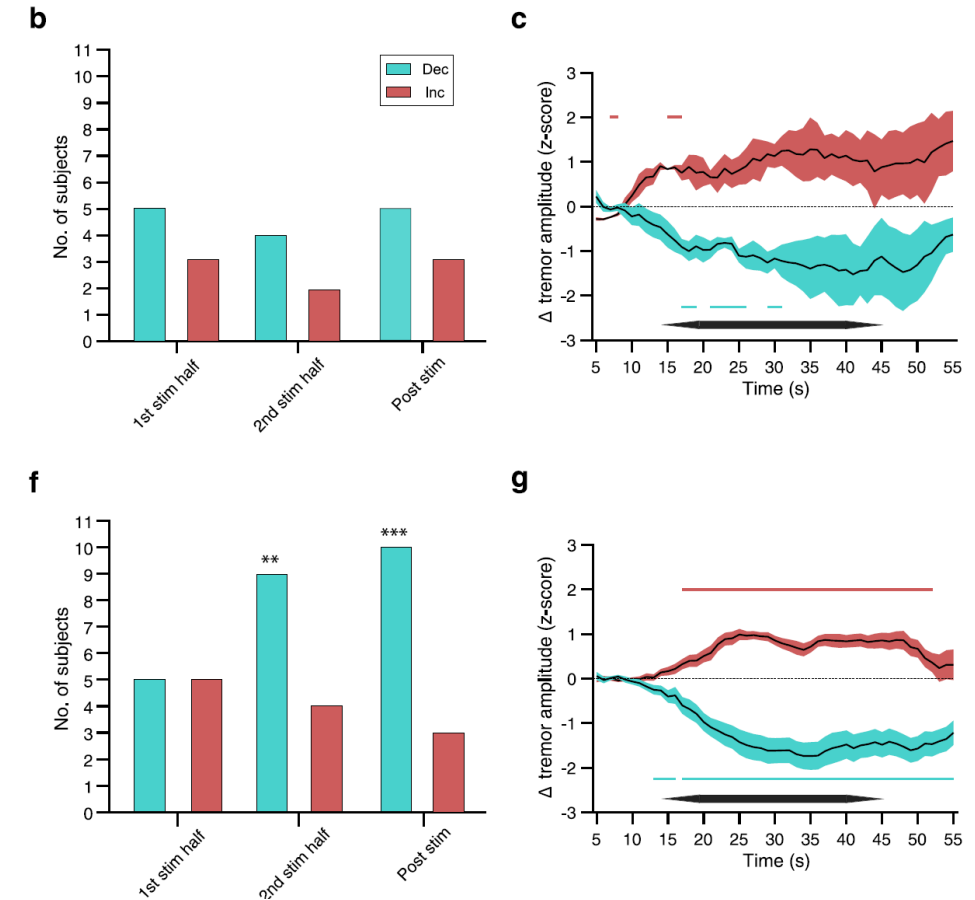 b
11
10
9
8
7
6
5
4
3
2
1
0
No. of subjects
Dec
Inc
1st stim half
2nd stim half
Post stim
c
3
2
1
0
-1
-2
-3
Δ tremor amplitude (z-score)
5 10 15 20 25 30 35 40 45 50 55
Time (s)
f
11
10
9
8
7
6
5
4
3
2
1
0
No. of subjects
**
***
1st stim half
2nd stim half
Post stim
g
3
2
1
0
-1
-2
-3
Δ tremor amplitude (z-score)
5 10 15 20 25 30 35 40 45 50 55
Time (s)